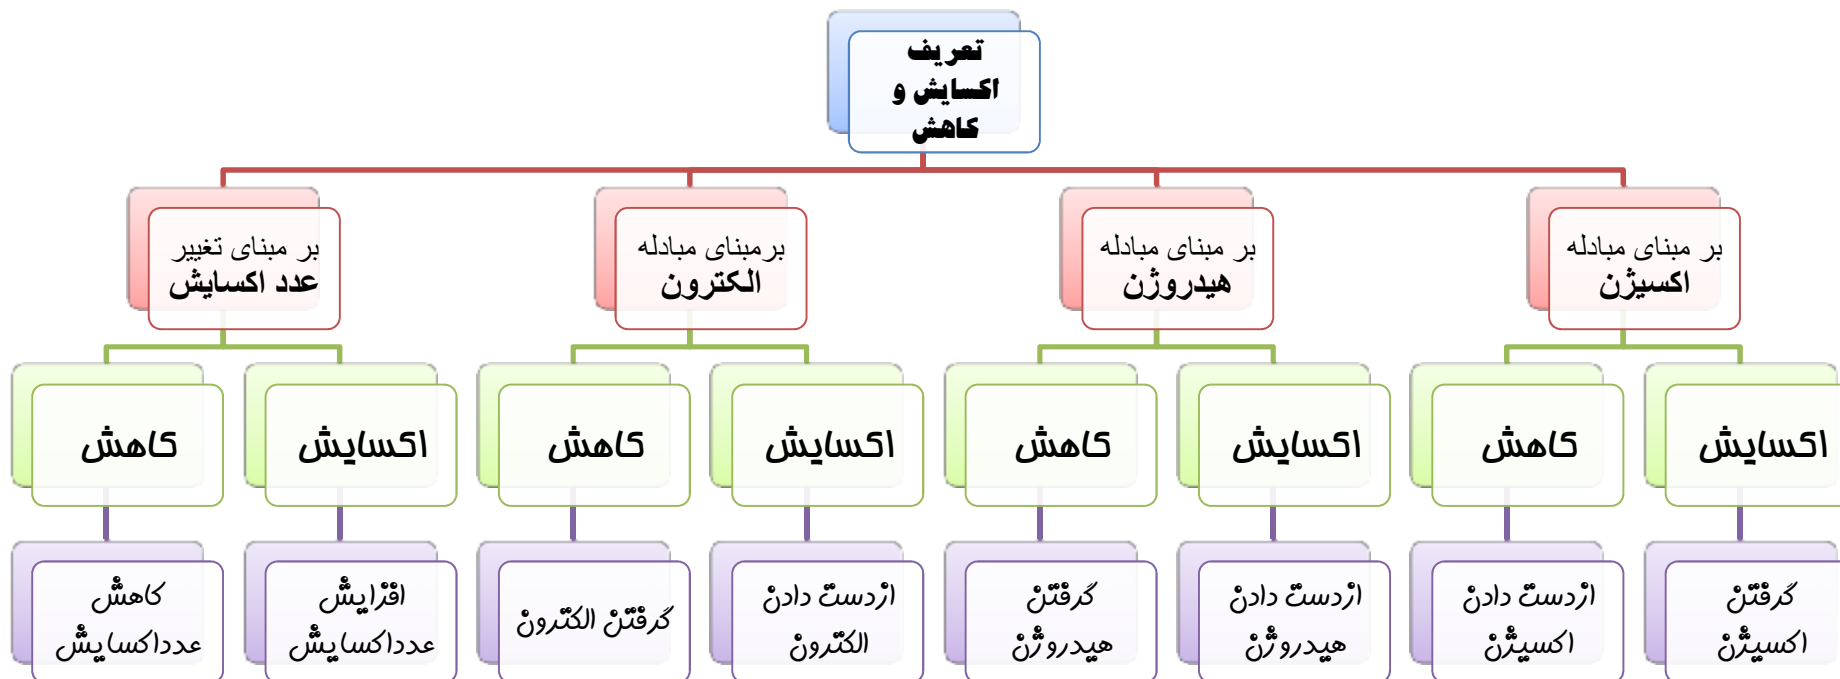 تعریف
اکسایش و
کاهش
بر مبنای مبادله
اکسیژن
بر مبنای مبادله
هیدروژن
برمبنای مبادله
الکترون
بر مبنای تغییر
عدد اکسایش
اکسایش
کاهش
اکسایش
کاهش
اکسایش
کاهش
اکسایش
کاهش
گرفتن
اکسیژن
ازدست دادن
اکسیژن
ازدست دادن
هیدروژن
گرفتن
هیدروژن
ازدست دادن
الکترون
گرفتن الکترون
افزایش
عدداکسایش
کاهش
عدداکسایش